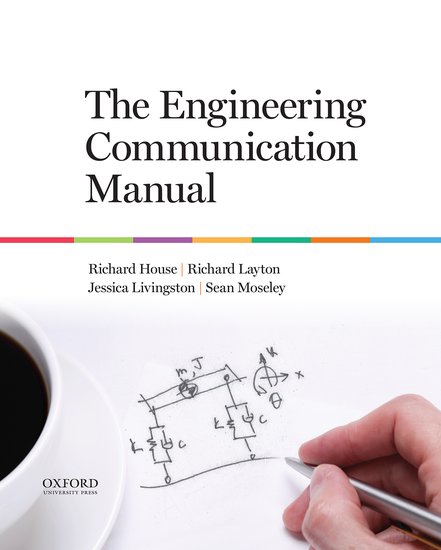 The Engineering
Communication
Manual
Richard House | Richard Layton
Jessica Livingston | Sean Moseley
m, J
x
θ
k
c
k
c
OXFORD
UNIVERSITY PRESS